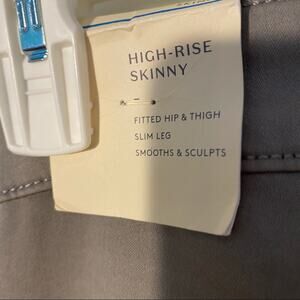 HIGH-RISE
SKINNY
FITTED HIP & THIGH
SLIM LEG
SMOOTHS & SCULPTS